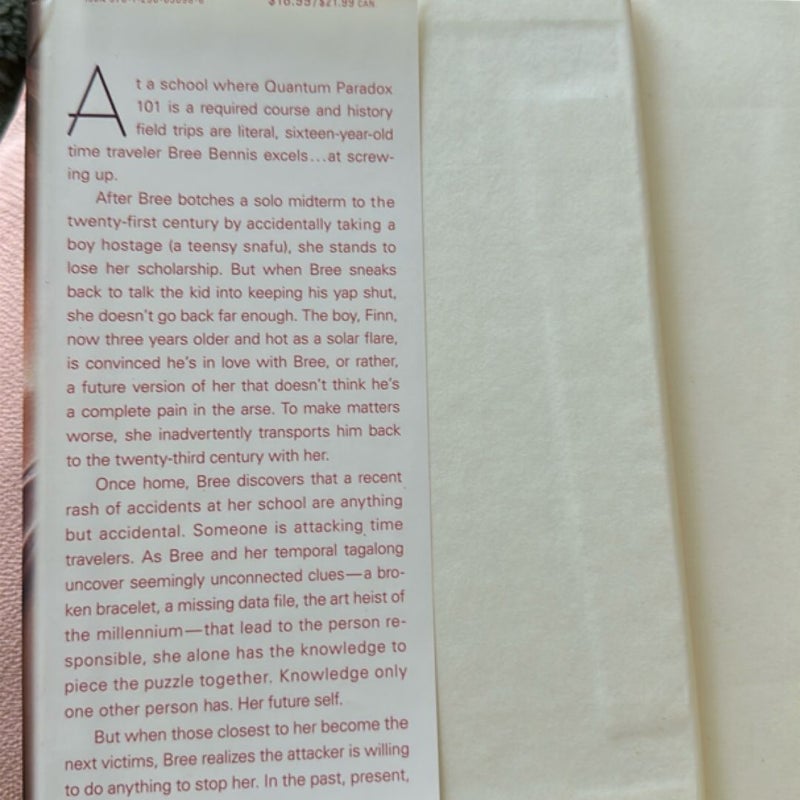 $18.99/$21.99 CAN.
At a school where Quantum Paradox
101 is a required course and history
field trips are literal, sixteen-year-old
time traveler Bree Bennis excels...at screw-
ing up.
After Bree botches a solo midterm to the
twenty-first century by accidentally taking a
boy hostage (a teensy snafu), she stands to
lose her scholarship. But when Bree sneaks
back to talk the kid into keeping his yap shut,
she doesn't go back far enough. The boy, Finn,
now three years older and hot as a solar flare,
is convinced he's in love with Bree, or rather,
a future version of her that doesn't think he's
a complete pain in the arse. To make matters
worse, she inadvertently transports him back
to the twenty-third century with her.
Once home, Bree discovers that a recent
rash of accidents at her school are anything
but accidental. Someone is attacking time
travelers. As Bree and her temporal tagalong
uncover seemingly unconnected clues—a bro-
ken bracelet, a missing data file, the art heist of
the millennium—that lead to the person re-
sponsible, she alone has the knowledge to
piece the puzzle together. Knowledge only
one other person has. Her future self.
But when those closest to her become the
next victims, Bree realizes the attacker is willing
to do anything to stop her. In the past, present,